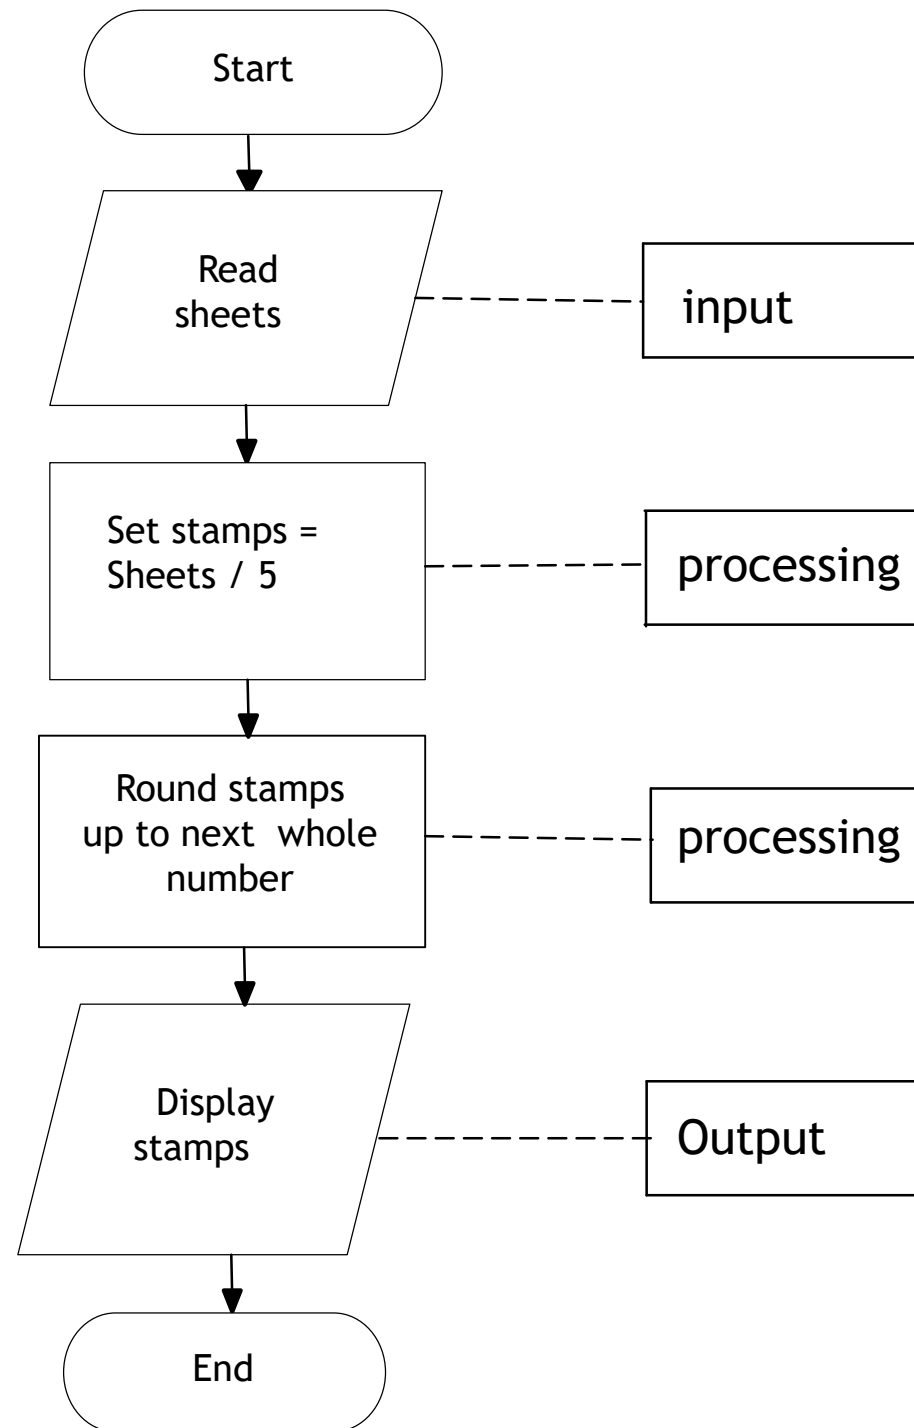 Start
Read
sheets
input
Set stamps =
Sheets / 5
processing
Round stamps
up to next whole
number
processing
Display
stamps
Output
End